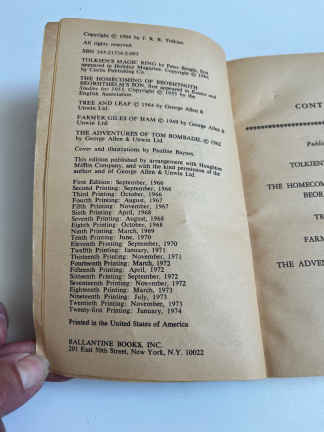 Copyright © 1966 by J. R. R. Tolkien
All rights reserved.
TOLKIEN'S MAGIC RING by Peter Beagle, first
appeared in Holiday Magazine. Copyright © 1966
by Curtis Publishing Co.
THE HOMECOMING OF BEORHTNOTH
BEORHTHELM'S SON, first appeared in Essays and
Studies for 1953. Copyright © 1953 by the
English Association.
TREE AND LEAF © 1964 by George Allen &
Unwin Ltd.
FARMER GILES OF HAM © 1949 by George Allen &
Unwin Ltd.
THE ADVENTURES OF TOM BOMBADIL © 1962
by George Allen & Unwin Ltd.
Cover and illustrations by Pauline Baynes.
This edition published by arrangement with Houghton
Mifflin Company, and with the kind permission of the
author and of George Allen & Unwin Ltd.
First Edition: September, 1966
Second Printing: September, 1966
Third Printing: October, 1966
Fourth Printing: August, 1967
Fifth Printing: November, 1967
Sixth Printing: April, 1968
Seventh Printing: August, 1968
Eighth Printing: October, 1968
Ninth Printing: March, 1969
Tenth Printing: June, 1970
Eleventh Printing: September, 1970
Twelfth Printing: January, 1971
Thirteenth Printing: November, 1971
Fourteenth Printing: March, 1972
Fifteenth Printing: April, 1972
Sixteenth Printing: September, 1972
Seventeenth Printing: November, 1972
Eighteenth Printing: March, 1973
Nineteenth Printing: July, 1973
Twentieth Printing: November, 1973
Twenty-first Printing: January, 1974
Printed in the United States of America
BALLANTINE BOOKS, INC.
201 East 50th Street, New York, N.Y. 10022
CONT
Publis
TOLKIEN
THE HOMECOM
BEOR
TR
FARM
THE ADVEN